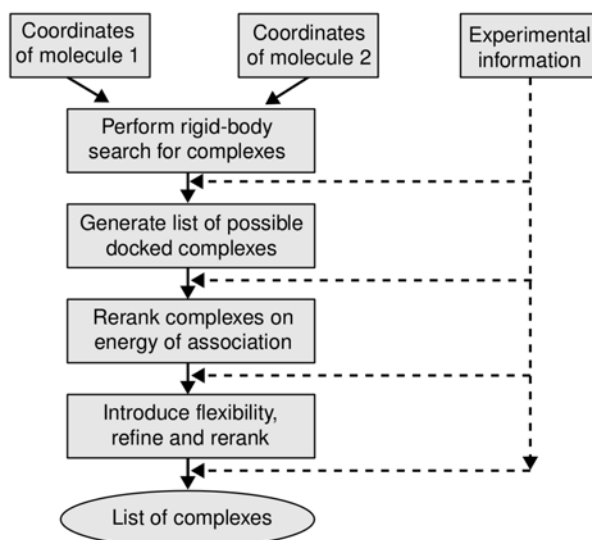 Coordinates
of molecule 1
Coordinates
of molecule 2
Experimental
information
Perform rigid-body
search for complexes
Generate list of possible
docked complexes
Rerank complexes on
energy of association
Introduce flexibility,
refine and rerank
List of complexes